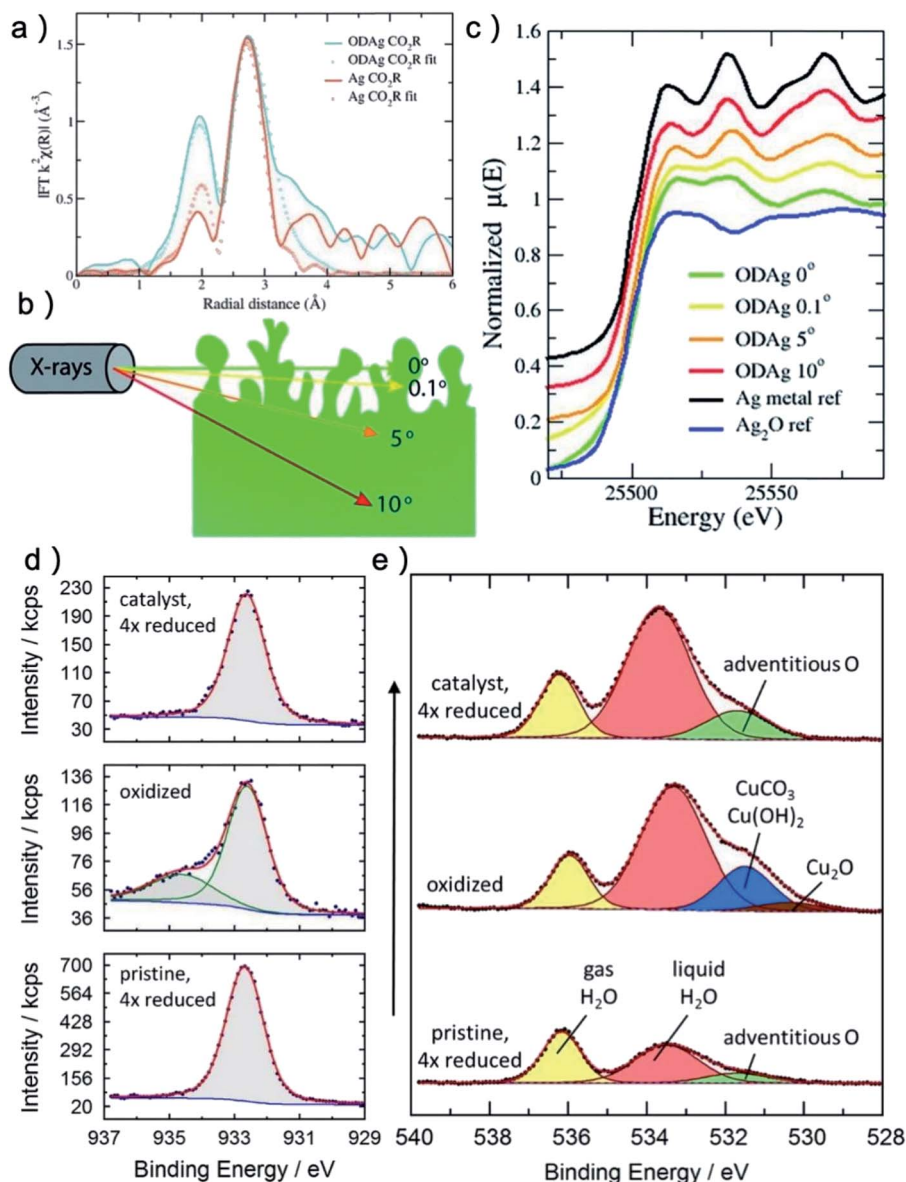 a )
|FT k²χ(R)| (Å⁻³)
1.5
1
0.5
0
ODAg CO₂R
ODAg CO₂R fit
Ag CO₂R
Ag CO₂R fit
0 1 2 3 4 5 6
Radial distance (Å)
b )
X-rays
0°
0.1°
5°
10°
c )
Normalized μ(E)
1.4
1.2
1
0.8
0.6
0.4
0.2
0
ODAg 0°
ODAg 0.1°
ODAg 5°
ODAg 10°
Ag metal ref
Ag₂O ref
25500 25550
Energy (eV)
d )
Intensity / kcps
230
190
150
110
70
30
catalyst,
4x reduced
Intensity / kcps
136
116
96
76
56
36
oxidized
Intensity / kcps
700
564
428
292
156
20
pristine,
4x reduced
937 935 933 931 929
Binding Energy / eV
e )
catalyst,
4x reduced
adventitious O
oxidized
CuCO₃
Cu(OH)₂
Cu₂O
pristine,
4x reduced
gas
H₂O
liquid
H₂O
adventitious O
540 538 536 534 532 530 528
Binding Energy / eV